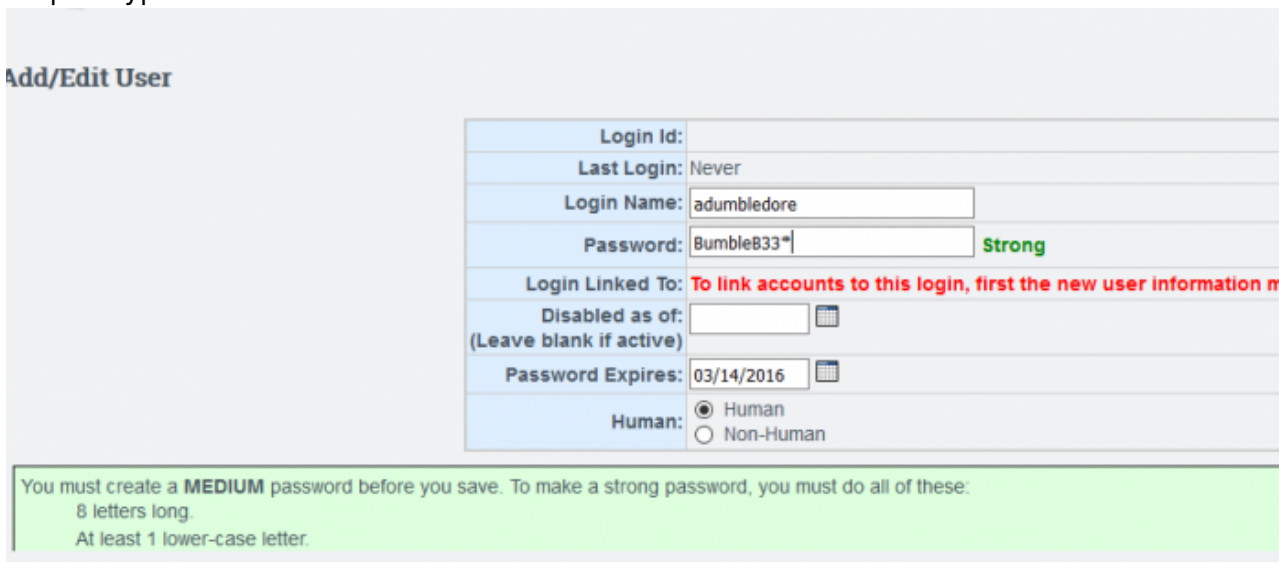 Add/Edit User
Login Id:
Last Login: Never
Login Name: adumbledore
Password: BumbleB33* Strong
Login Linked To: To link accounts to this login, first the new user information
Disabled as of:
(Leave blank if active)
Password Expires: 03/14/2016
Human: Human
Non-Human
You must create a MEDIUM password before you save. To make a strong password, you must do all of these:
8 letters long.
At least 1 lower-case letter.